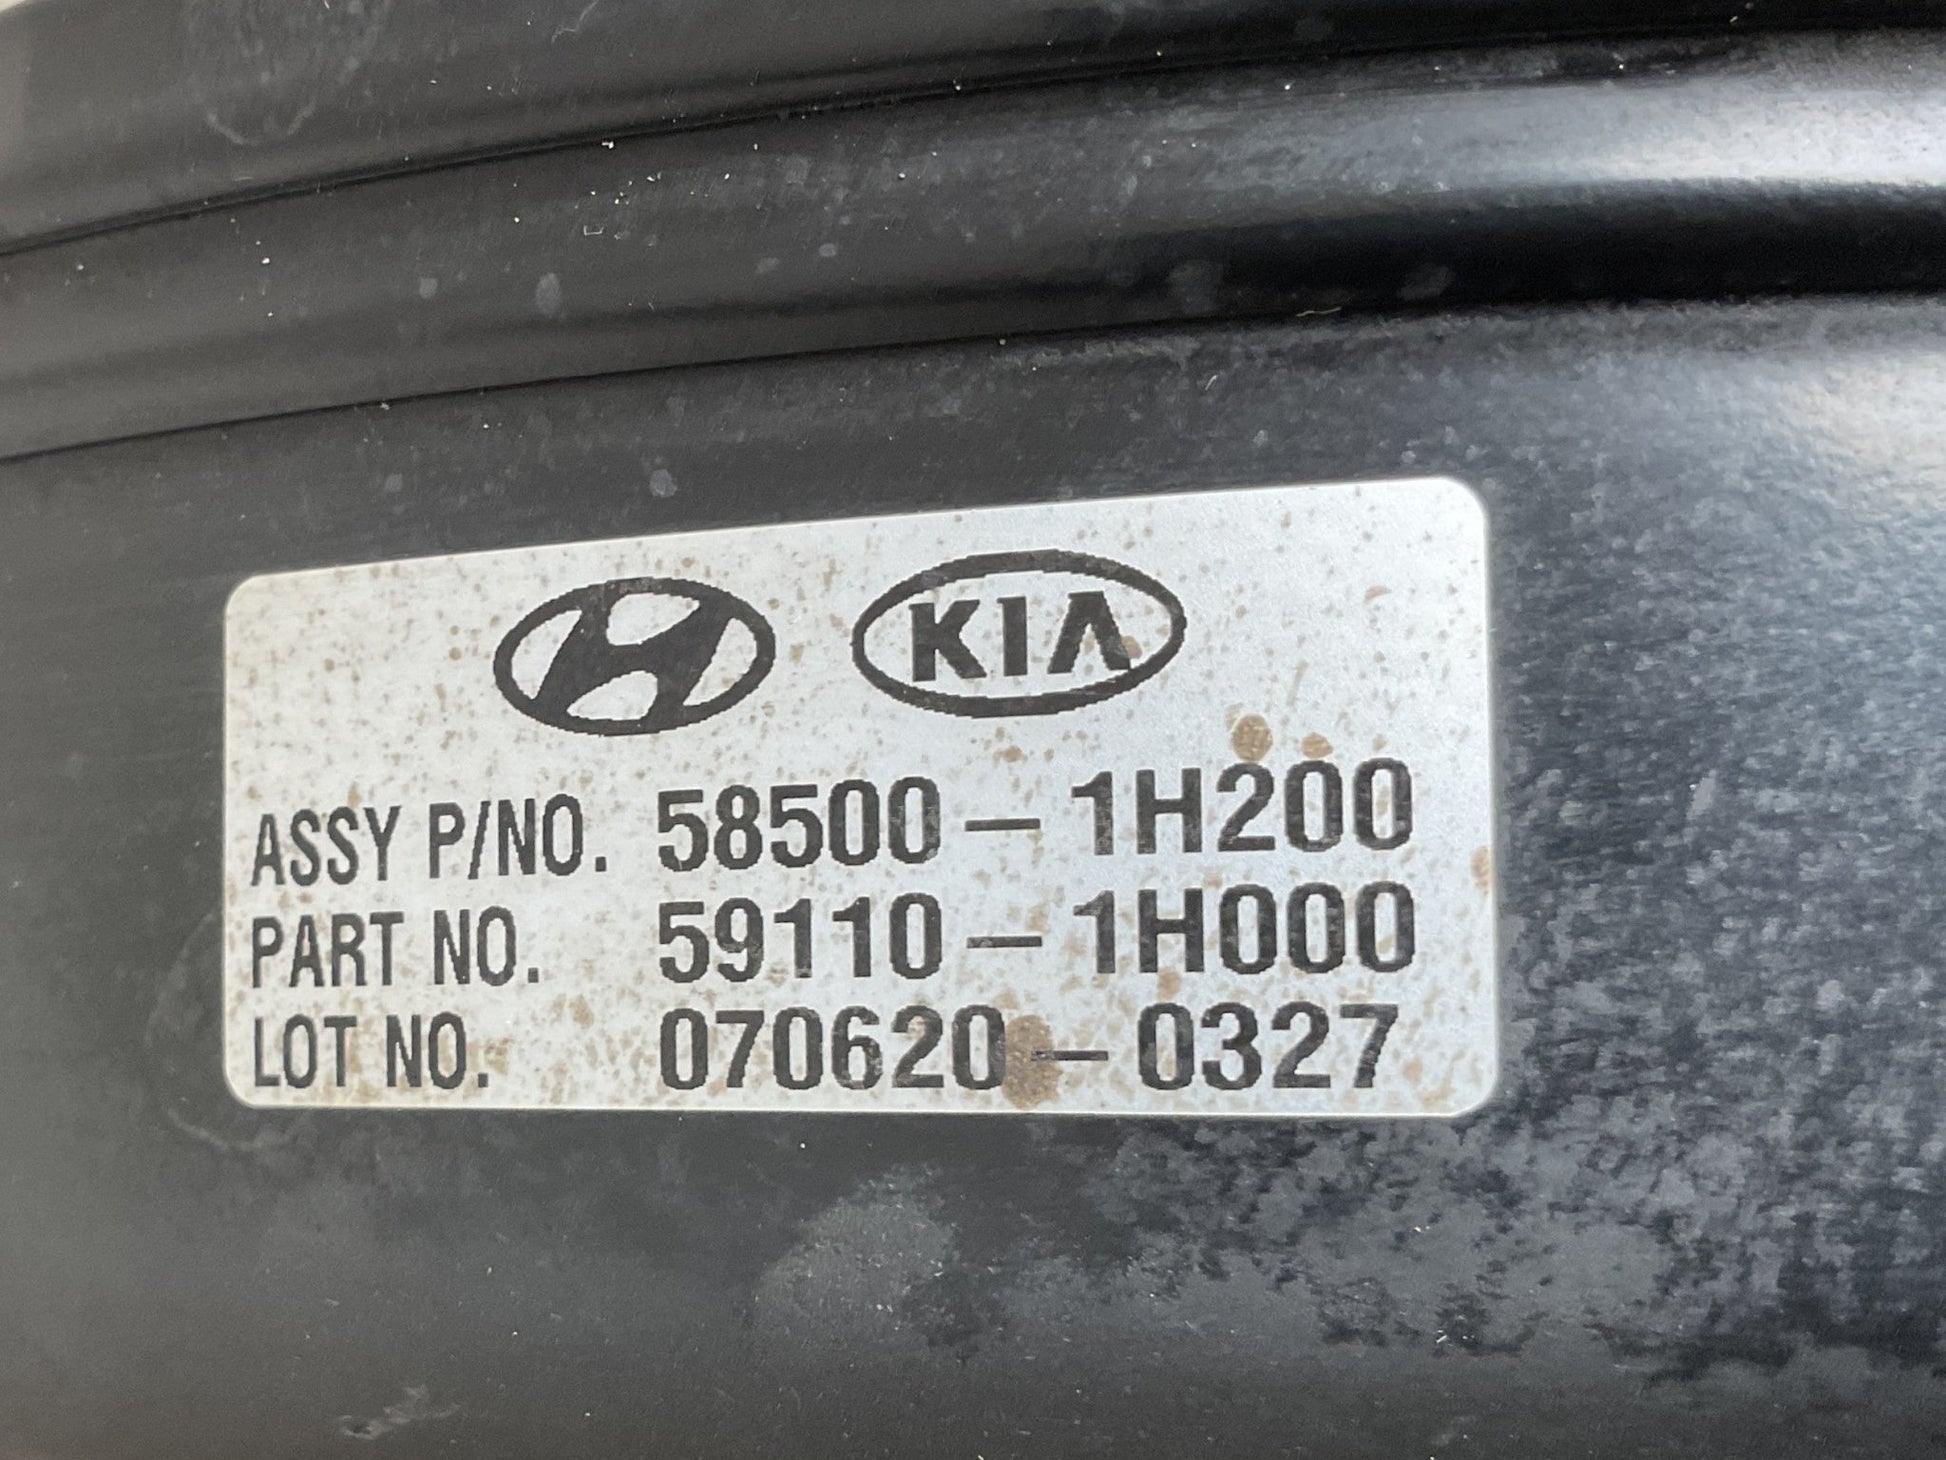 KIA
ASSY P/NO. 58500-1H200
PART NO. 59110-1H000
LOT NO. 070620-0327